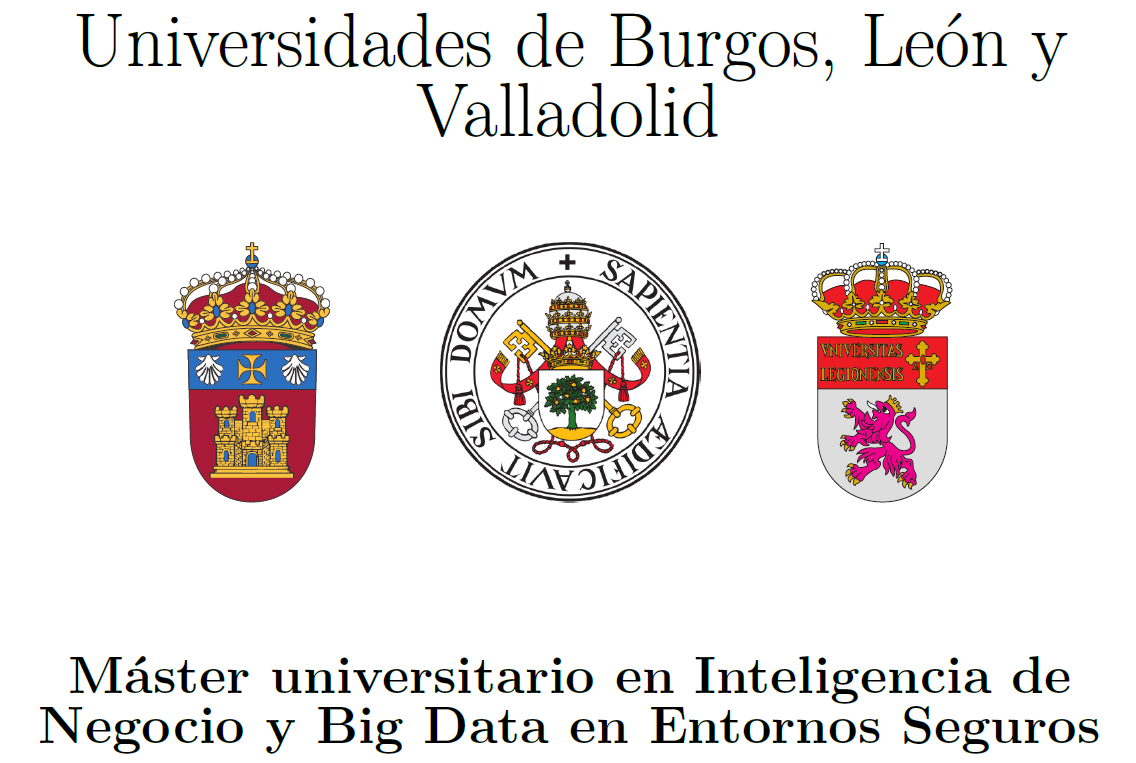 Universidades de Burgos, León y
Valladolid
SAPIENTIA ÆDIFICAVIT SIBI DOMVM
VNIVERSITAS
LEGIONENSIS
Máster universitario en Inteligencia de
Negocio y Big Data en Entornos Seguros